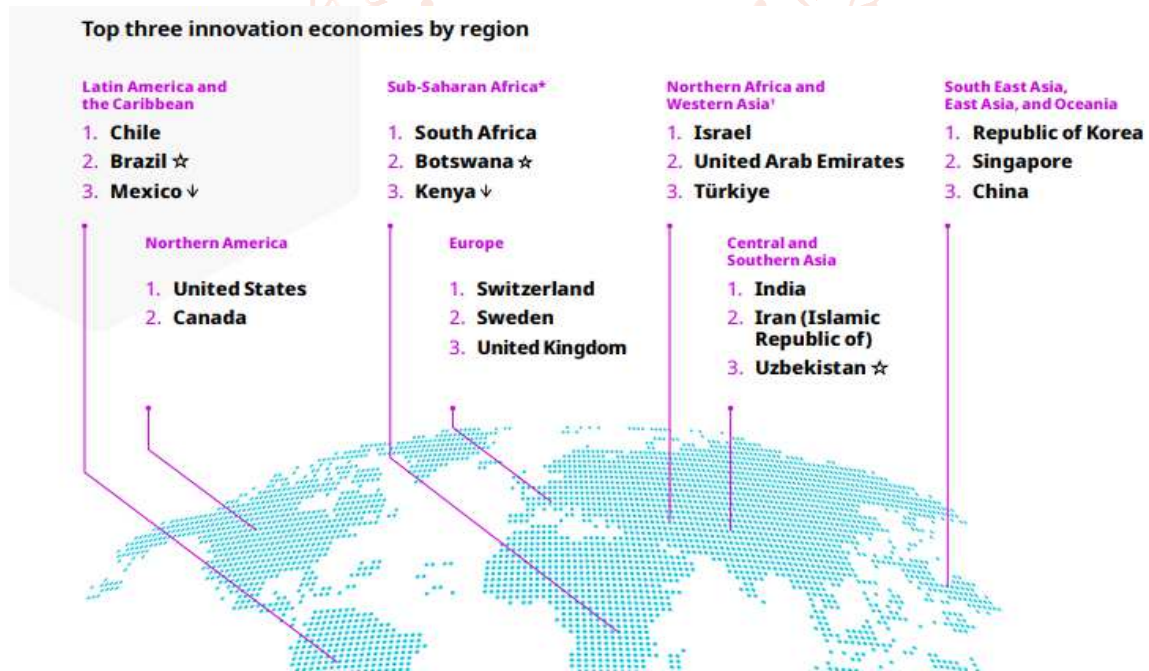 Top three innovation economies by region
Latin America and
the Caribbean
1. Chile
2. Brazil ☆
3. Mexico ↓
Sub-Saharan Africa*
1. South Africa
2. Botswana ☆
3. Kenya ↓
Northern Africa and
Western Asia†
1. Israel
2. United Arab Emirates
3. Türkiye
South East Asia,
East Asia, and Oceania
1. Republic of Korea
2. Singapore
3. China
Northern America
1. United States
2. Canada
Europe
1. Switzerland
2. Sweden
3. United Kingdom
Central and
Southern Asia
1. India
2. Iran (Islamic
Republic of)
3. Uzbekistan ☆